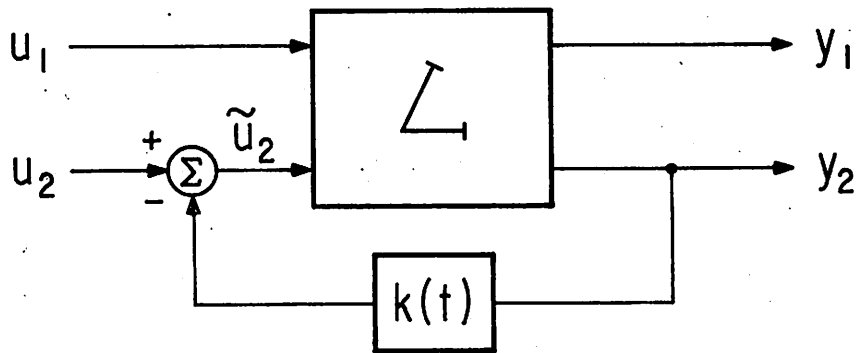 u₁
y₁
+
ũ₂
u₂
Σ
y₂
−
k(t)